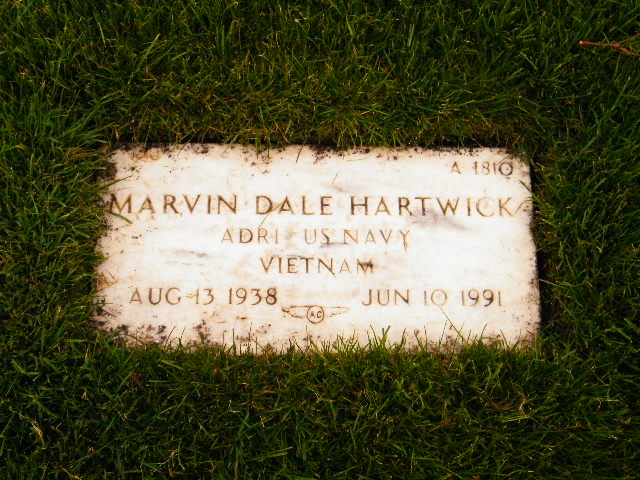 A 1810
MARVIN DALE HARTWICK
ADR1 US NAVY
VIETNAM
AUG 13 1938 JUN 10 1991
AC